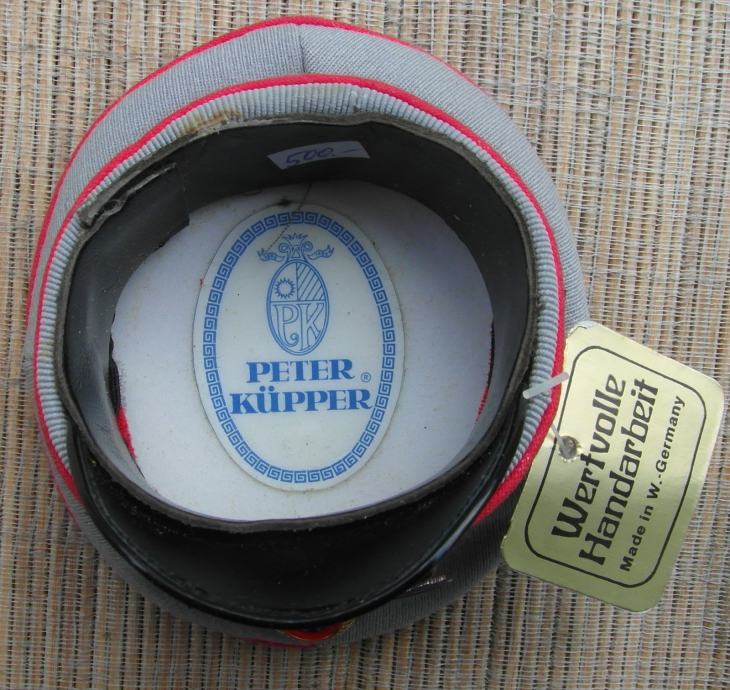 500.-
PK
PETER ®
KÜPPER
Wertvolle
Handarbeit
Made in W.-Germany